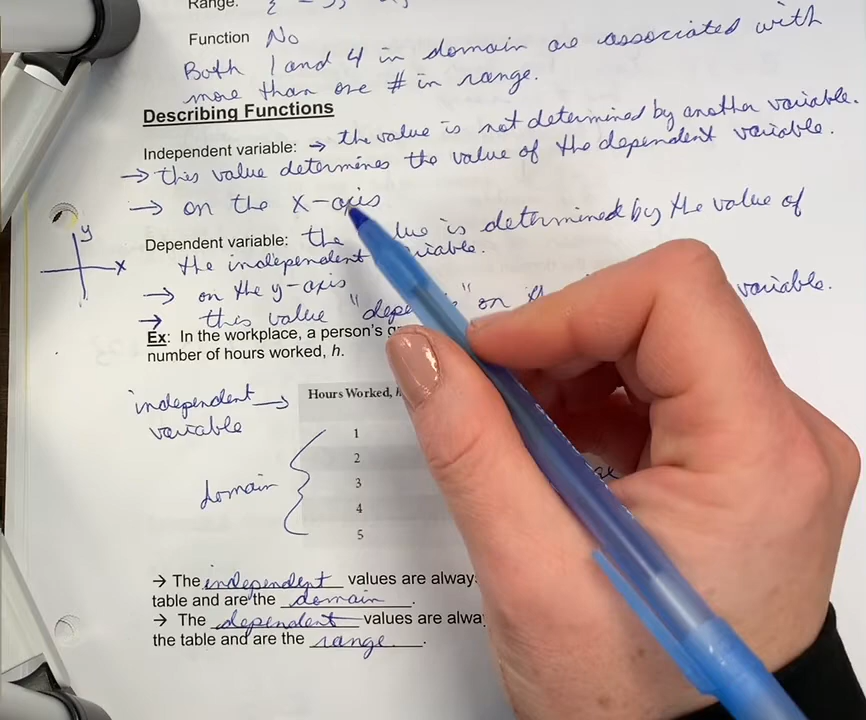 Range:
Function No
Both 1 and 4 in domain are associated with
more than one # in range.
Describing Functions
Independent variable: → the value is not determined by another variable.
→ this value determines the value of the dependent variable.
→ on the x-axis
y
x
Dependent variable: the value is determined by the value of
the independent variable.
→ on the y-axis
→ this value "depends" on variable.
Ex: In the workplace, a person's
number of hours worked, h.
independent →
variable
Hours Worked, h
1
2
3
4
5
domain
→ The independent values are always
table and are the domain.
→ The dependent values are always
the table and are the range.